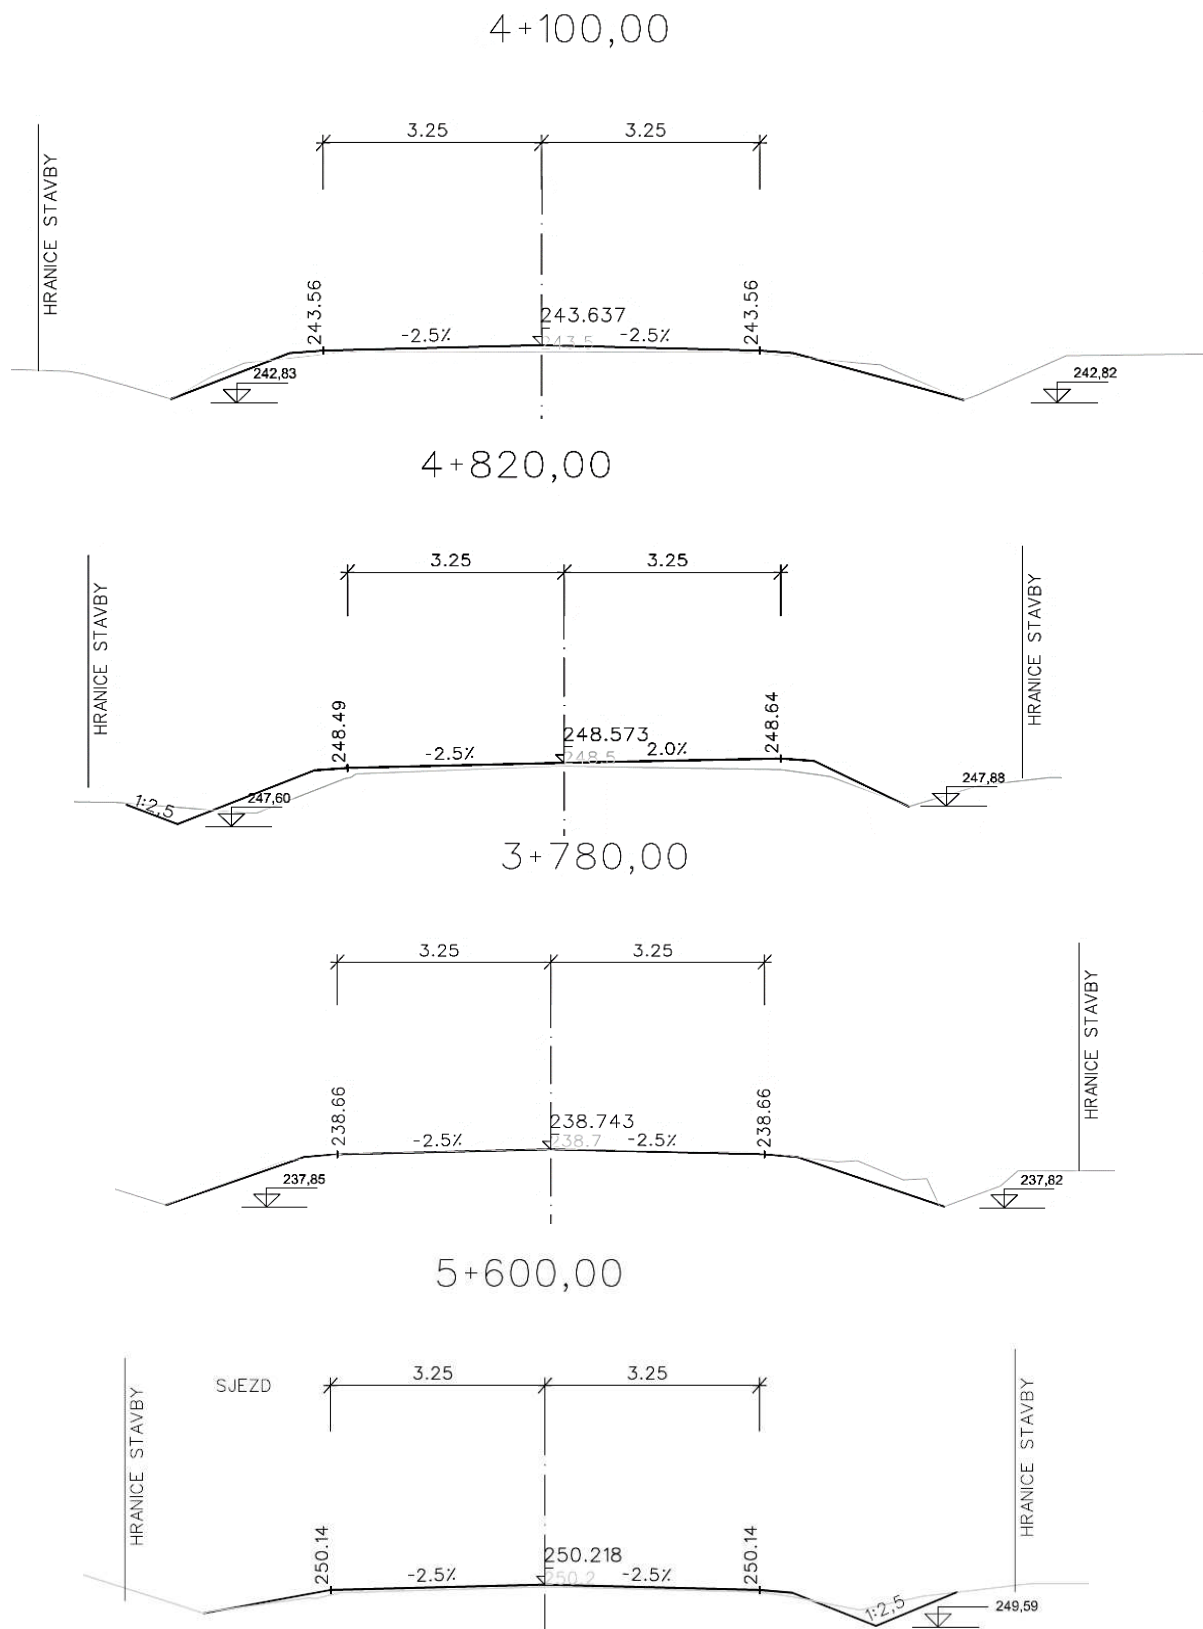 4+100,00
3.25 3.25
HRANICE STAVBY
243.56 243.637 243.56
-2.5% 243.5 -2.5%
242,83 242,82
4+820,00
3.25 3.25
HRANICE STAVBY HRANICE STAVBY
248.49 248.573 248.64
-2.5% 248.5 2.0%
1:2,5 247,60 247,88
3+780,00
3.25 3.25
HRANICE STAVBY
238.66 238.743 238.66
-2.5% 238.7 -2.5%
237,85 237,82
5+600,00
SJEZD 3.25 3.25
HRANICE STAVBY HRANICE STAVBY
250.14 250.218 250.14
-2.5% 250.2 -2.5%
1:2,5 249,59